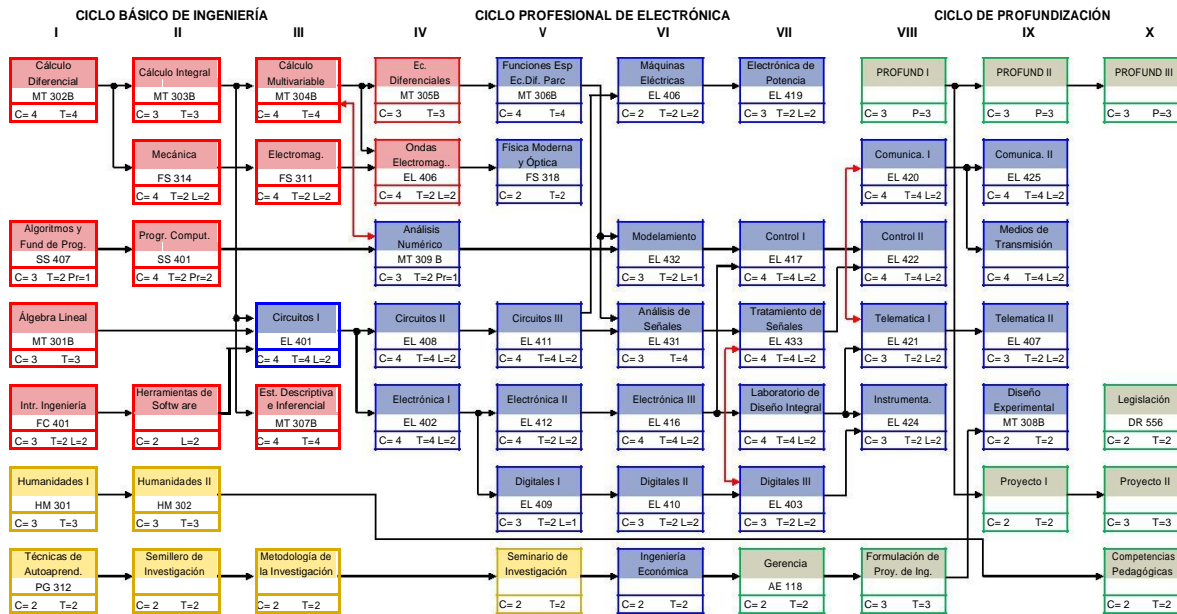 CICLO BÁSICO DE INGENIERÍA CICLO PROFESIONAL DE ELECTRÓNICA CICLO DE PROFUNDIZACIÓN
I II III IV V VI VII VIII IX X
Cálculo
Diferencial
MT 302B
C= 4 T=4
Cálculo Integral
MT 303B
C= 3 T=3
Cálculo
Multivariable
MT 304B
C= 4 T=4
Ec.
Diferenciales
MT 305B
C= 3 T=3
Funciones Esp
Ec.Dif. Parc
MT 306B
C= 4 T=4
Máquinas
Eléctricas
EL 406
C= 2 T=2 L=2
Electrónica de
Potencia
EL 419
C= 3 T=2 L=2
PROFUND I
C= 3 P=3
PROFUND II
C= 3 P=3
PROFUND III
C= 3 P=3
Mecánica
FS 314
C= 4 T=2 L=2
Electromag.
FS 311
C= 4 T=2 L=2
Ondas
Electromag..
EL 406
C= 4 T=2 L=2
Física Moderna
y Óptica
FS 318
C= 2 T=2
Comunica. I
EL 420
C= 4 T=4 L=2
Comunica. II
EL 425
C= 4 T=4 L=2
Algoritmos y
Fund de Prog.
SS 407
C= 3 T=2 Pr=1
Progr. Comput.
SS 401
C= 4 T=2 Pr=2
Análisis
Numérico
MT 309 B
C= 3 T=2 Pr=1
Modelamiento
EL 432
C= 3 T=2 L=1
Control I
EL 417
C= 4 T=4 L=2
Control II
EL 422
C= 4 T=4 L=2
Medios de
Transmisión
C= 4 T=4 L=2
Álgebra Lineal
MT 301B
C= 3 T=3
Circuitos I
EL 401
C= 4 T=4 L=2
Circuitos II
EL 408
C= 4 T=4 L=2
Circuitos III
EL 411
C= 4 T=4 L=2
Análisis
de Señales
EL 431
C= 3 T=4
Tratamiento de
Señales
EL 433
C= 4 T=4 L=2
Telematica I
EL 421
C= 3 T=2 L=2
Telematica II
EL 407
C= 3 T=2 L=2
Intr. Ingeniería
FC 401
C= 3 T=2 L=2
Herramientas de
Softw are
C= 2 L=2
Est. Descriptiva
e Inferencial
MT 307B
C= 4 T=4
Electrónica I
EL 402
C= 4 T=4 L=2
Electrónica II
EL 412
C= 4 T=4 L=2
Electrónica III
EL 416
C= 4 T=4 L=2
Laboratorio de
Diseño Integral
C= 4 T=4 L=2
Instrumenta.
EL 424
C= 3 T=2 L=2
Diseño
Experimental
MT 308B
C= 2 T=2
Legislación
DR 556
C= 2 T=2
Humanidades I
HM 301
C= 3 T=3
Humanidades II
HM 302
C= 3 T=3
Digitales I
EL 409
C= 3 T=2 L=1
Digitales II
EL 410
C= 3 T=2 L=2
Digitales III
EL 403
C= 3 T=2 L=2
Proyecto I
C= 2 T=2
Proyecto II
C= 3 T=3
Técnicas de
Autoaprend.
PG 312
C= 2 T=2
Semillero de
Investigación
C= 2 T=2
Metodología de
la Investigación
C= 2 T=2
Seminario de
Investigación
C= 2 T=2
Ingeniería
Económica
C= 2 T=2
Gerencia
AE 118
C= 2 T=2
Formulación de
Proy. de Ing.
C= 3 T=3
Competencias
Pedagógicas
C= 2 T=2